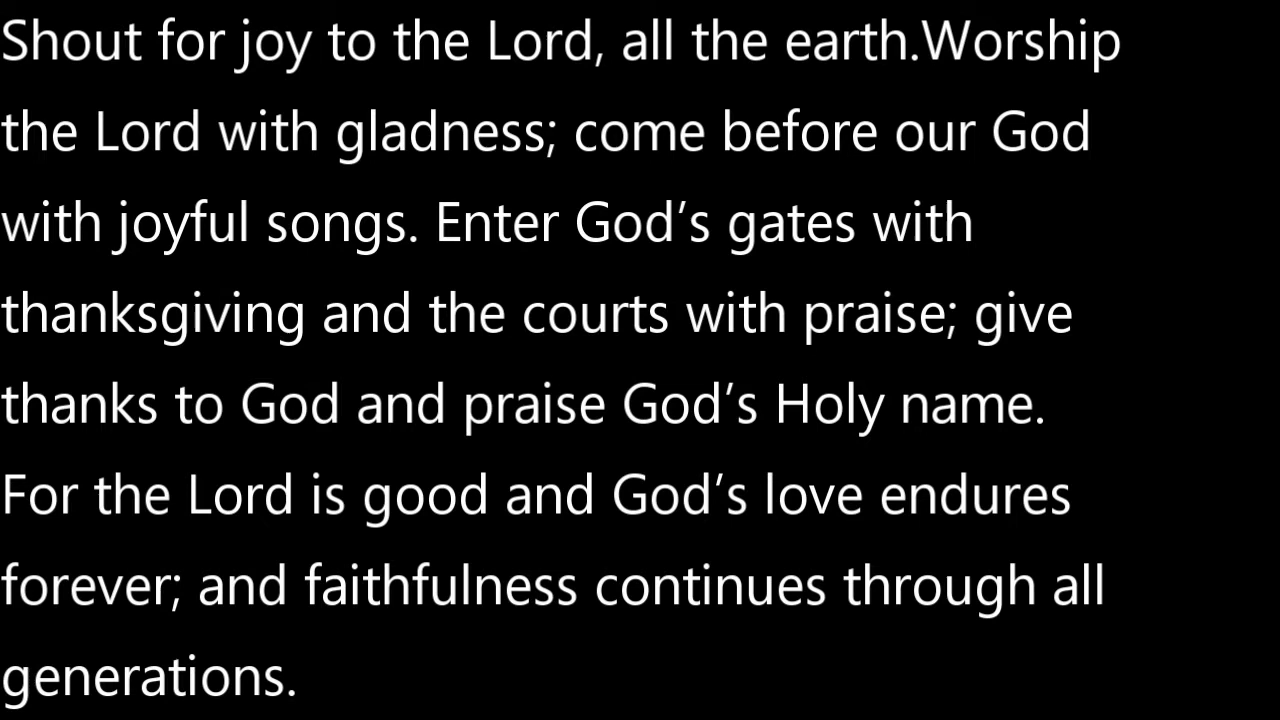 Shout for joy to the Lord, all the earth.Worship
the Lord with gladness; come before our God
with joyful songs. Enter God’s gates with
thanksgiving and the courts with praise; give
thanks to God and praise God’s Holy name.
For the Lord is good and God’s love endures
forever; and faithfulness continues through all
generations.